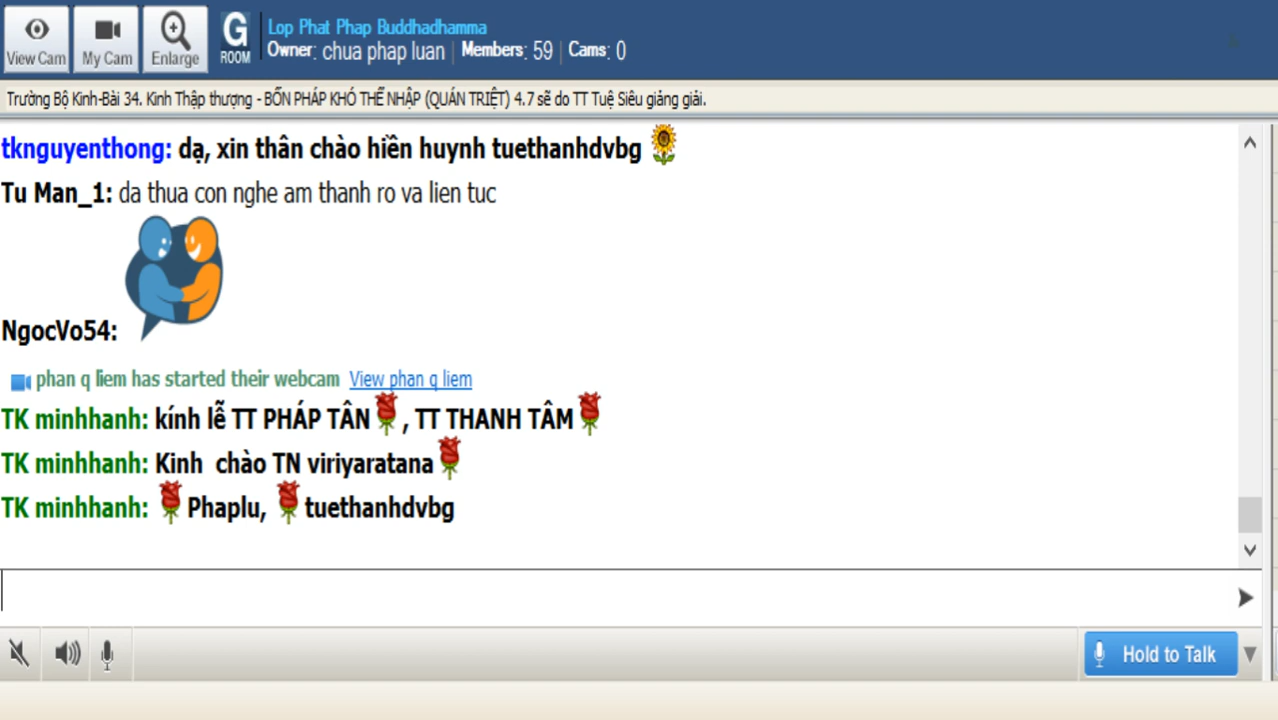 View Cam
My Cam
Enlarge
G
ROOM
Lop Phat Phap Buddhadhamma
Owner: chua phap luan | Members: 59 | Cams: 0
Trường Bộ Kinh-Bài 34. Kinh Thập thượng - BỐN PHÁP KHÓ THỂ NHẬP (QUÁN TRIỆT) 4.7 sẽ do TT Tuệ Siêu giảng giải.
tknguyenthong: dạ, xin thân chào hiền huynh tuethanhdvbg
Tu Man_1: da thua con nghe am thanh ro va lien tuc
NgocVo54:
phan q liem has started their webcam View phan q liem
TK minhhanh: kính lễ TT PHÁP TÂN , TT THANH TÂM
TK minhhanh: Kinh chào TN viriyaratana
TK minhhanh: Phaplu, tuethanhdvbg
Hold to Talk